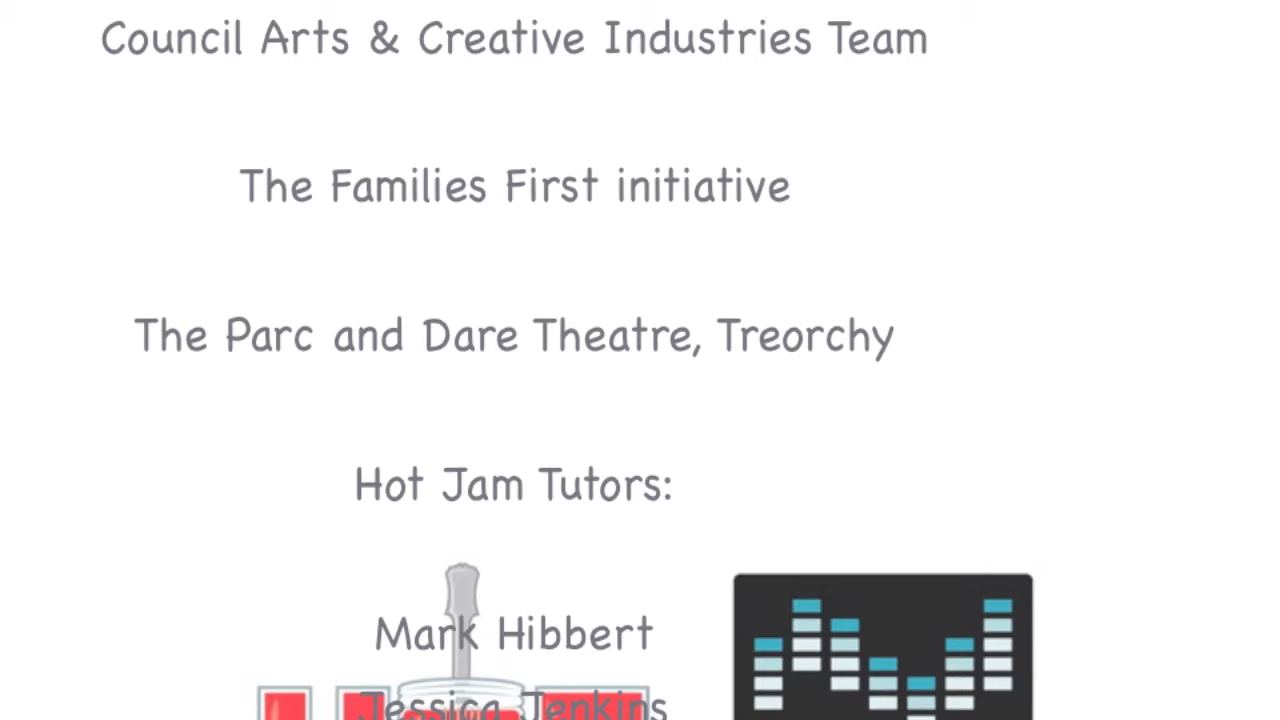 Council Arts & Creative Industries Team
The Families First initiative
The Parc and Dare Theatre, Treorchy
Hot Jam Tutors:
Mark Hibbert
Jessica Jenkins